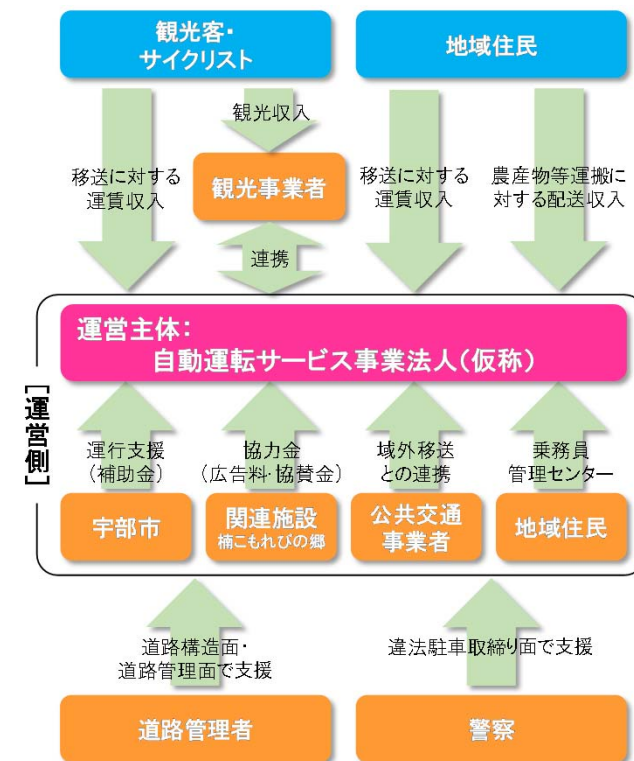 観光客・
サイクリスト
地域住民
観光収入
移送に対する
運賃収入
観光事業者
移送に対する
運賃収入
農産物等運搬に
対する配送収入
連携
運営主体：
自動運転サービス事業法人（仮称）
［運営側］
運行支援
（補助金）
協力金
（広告料・協賛金）
域外移送
との連携
乗務員
管理センター
宇部市
関連施設
楠こもれびの郷
公共交通
事業者
地域住民
道路構造面・
道路管理面で支援
違法駐車取締り面で支援
道路管理者
警察